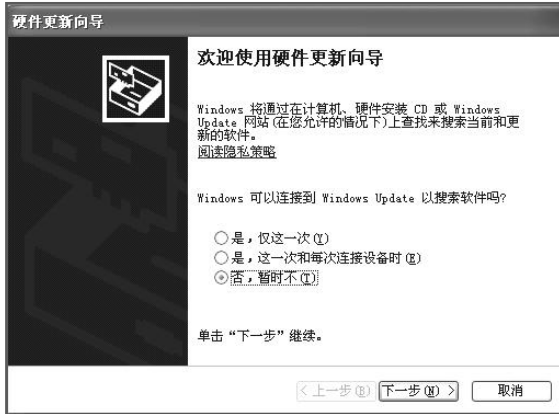 硬件更新向导
欢迎使用硬件更新向导
Windows 将通过在计算机、硬件安装 CD 或 Windows
Update 网站(在您允许的情况下)上查找来搜索当前和更
新的软件。
阅读隐私策略
Windows 可以连接到 Windows Update 以搜索软件吗?
是，仅这一次(Y)
是，这一次和每次连接设备时(E)
否，暂时不(T)
单击“下一步”继续。
< 上一步(B) 下一步(N) > 取消